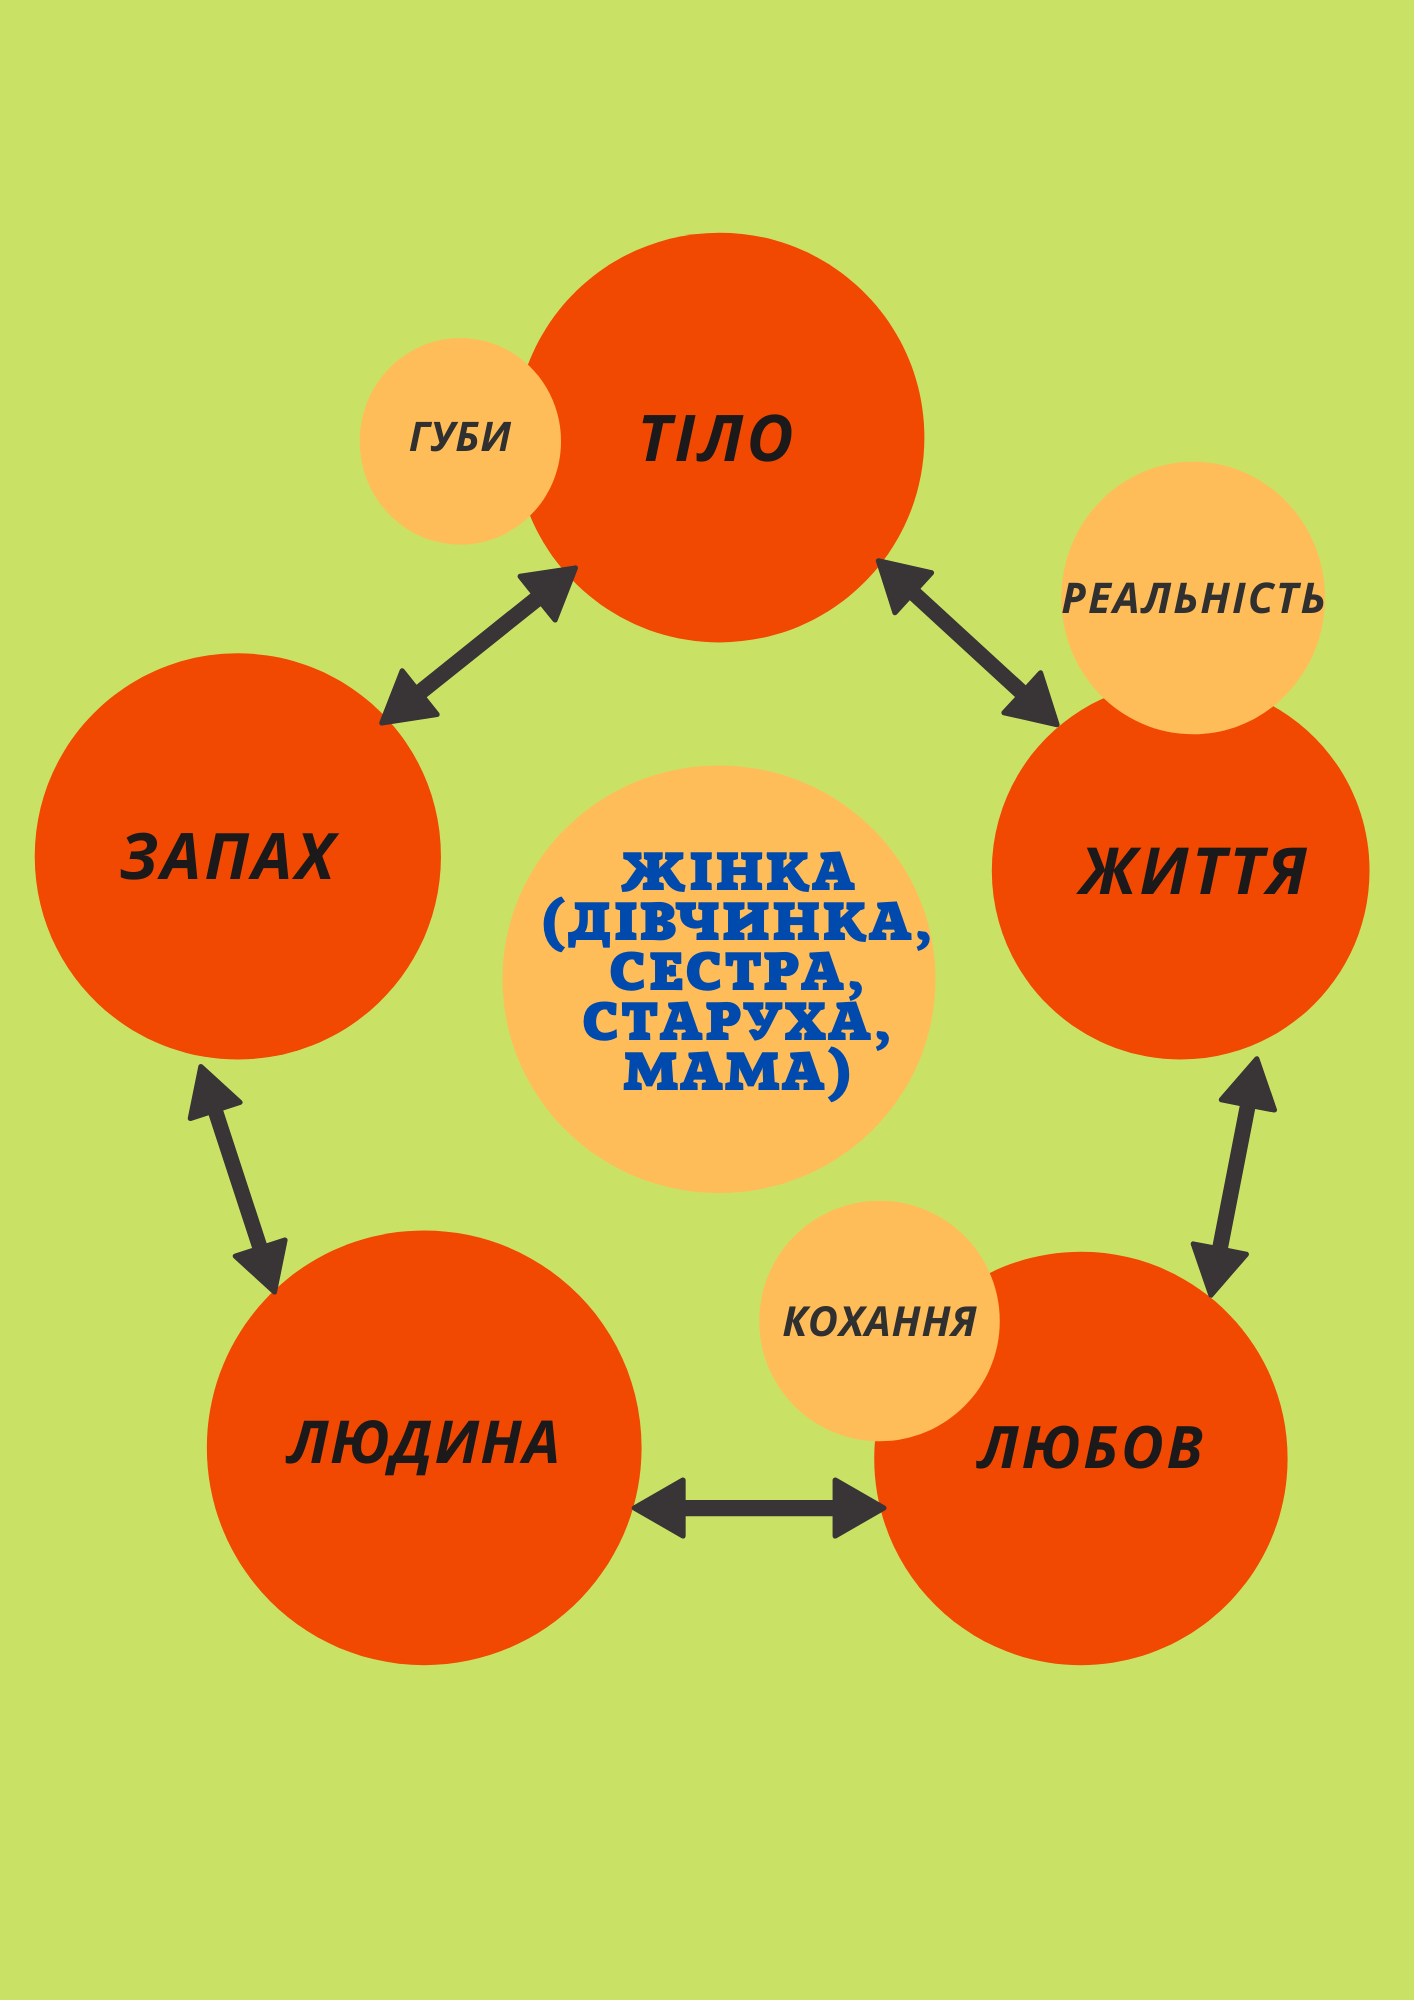 ТІЛО
ГУБИ
РЕАЛЬНІСТЬ
ЗАПАХ
ЖИТТЯ
ЖІНКА
(ДІВЧИНКА,
СЕСТРА,
СТАРУХА,
МАМА)
КОХАННЯ
ЛЮДИНА
ЛЮБОВ